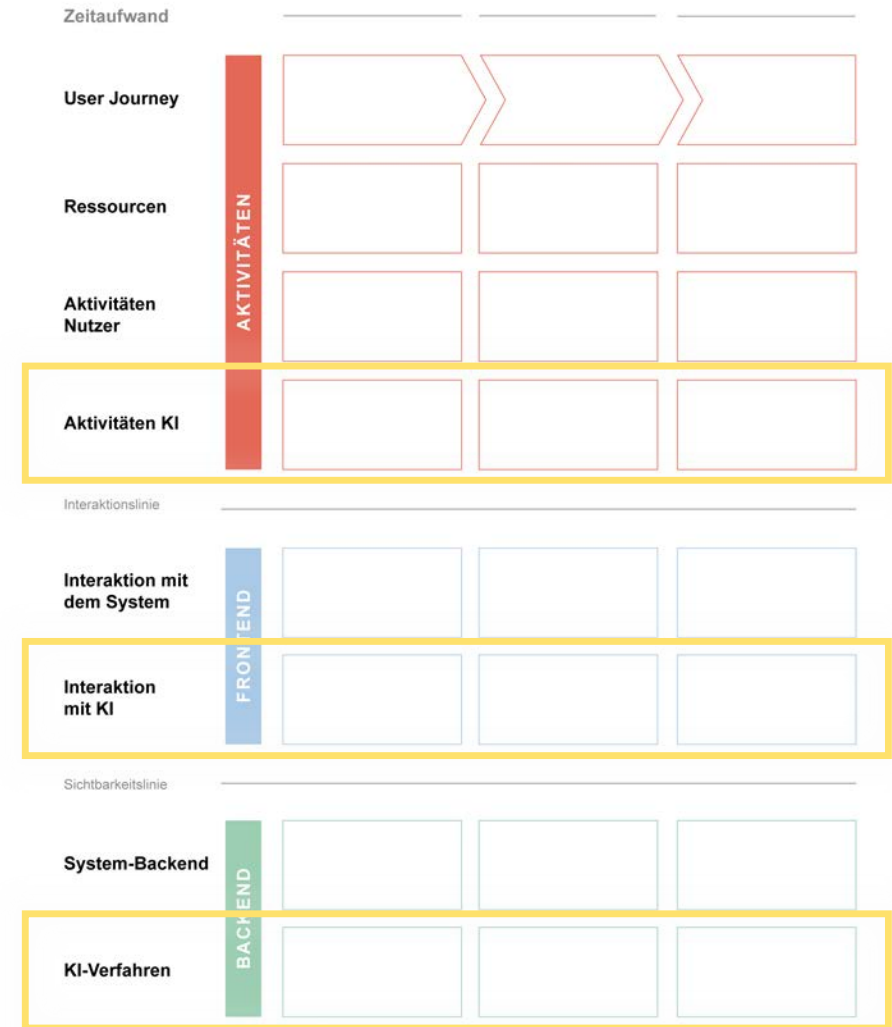 Zeitaufwand
User Journey
Ressourcen
Aktivitäten
Nutzer
Aktivitäten KI
AKTIVITÄTEN
Interaktionslinie
Interaktion mit
dem System
Interaktion
mit KI
FRONTEND
Sichtbarkeitslinie
System-Backend
KI-Verfahren
BACKEND